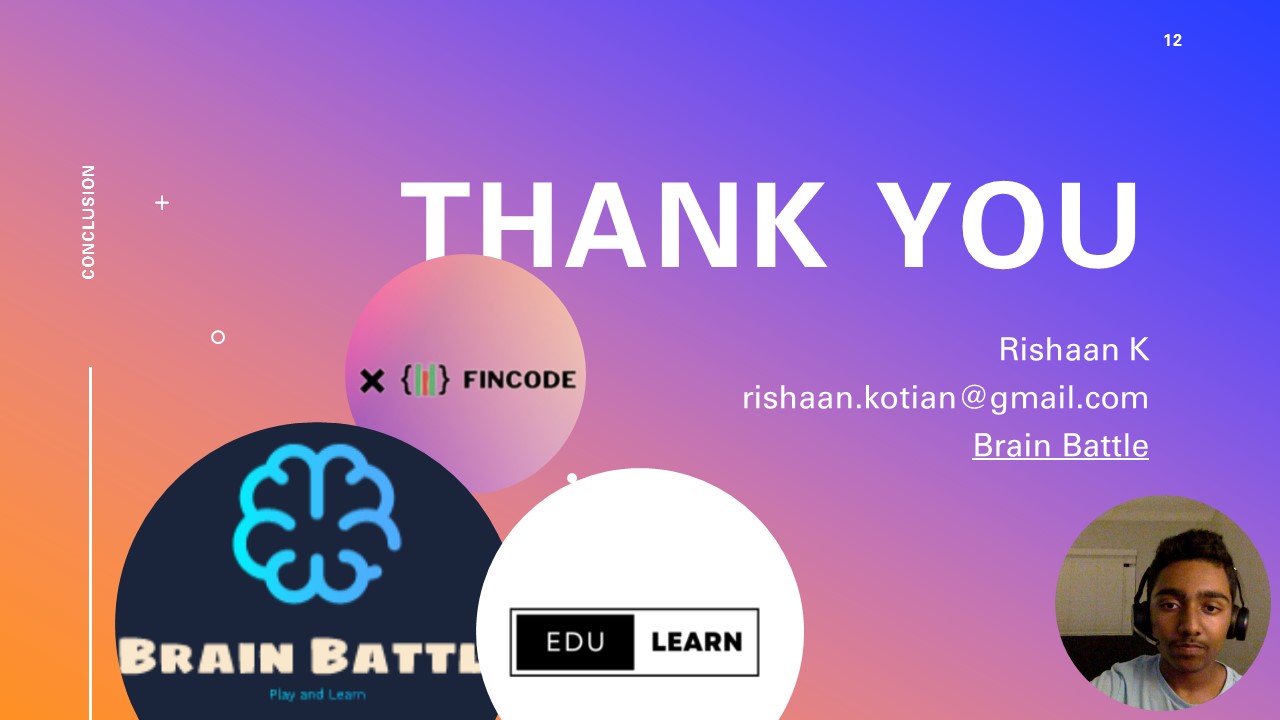 12
CONCLUSION
THANK YOU
Rishaan K
rishaan.kotian@gmail.com
Brain Battle
FINCODE
BRAIN BATTL
Play and Learn
EDU LEARN